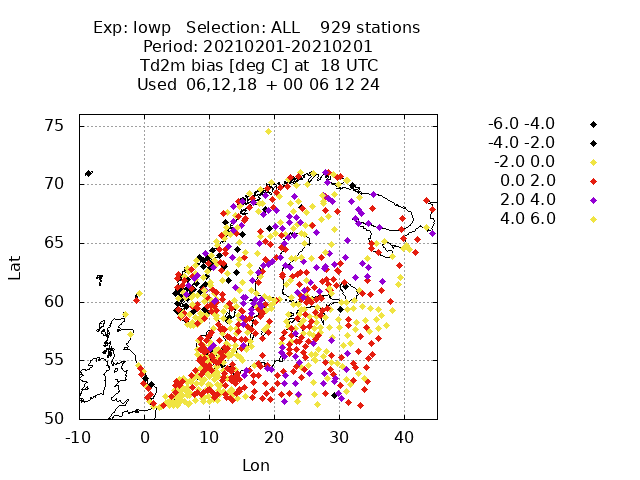 Exp: lowp   Selection: ALL    929 stations
Period: 20210201-20210201
Td2m bias [deg C] at  18 UTC
Used  06,12,18  + 00 06 12 24
-6.0 -4.0
-4.0 -2.0
-2.0 0.0
0.0 2.0
2.0 4.0
4.0 6.0
75
70
65
60
55
50
Lat
-10 0 10 20 30 40
Lon